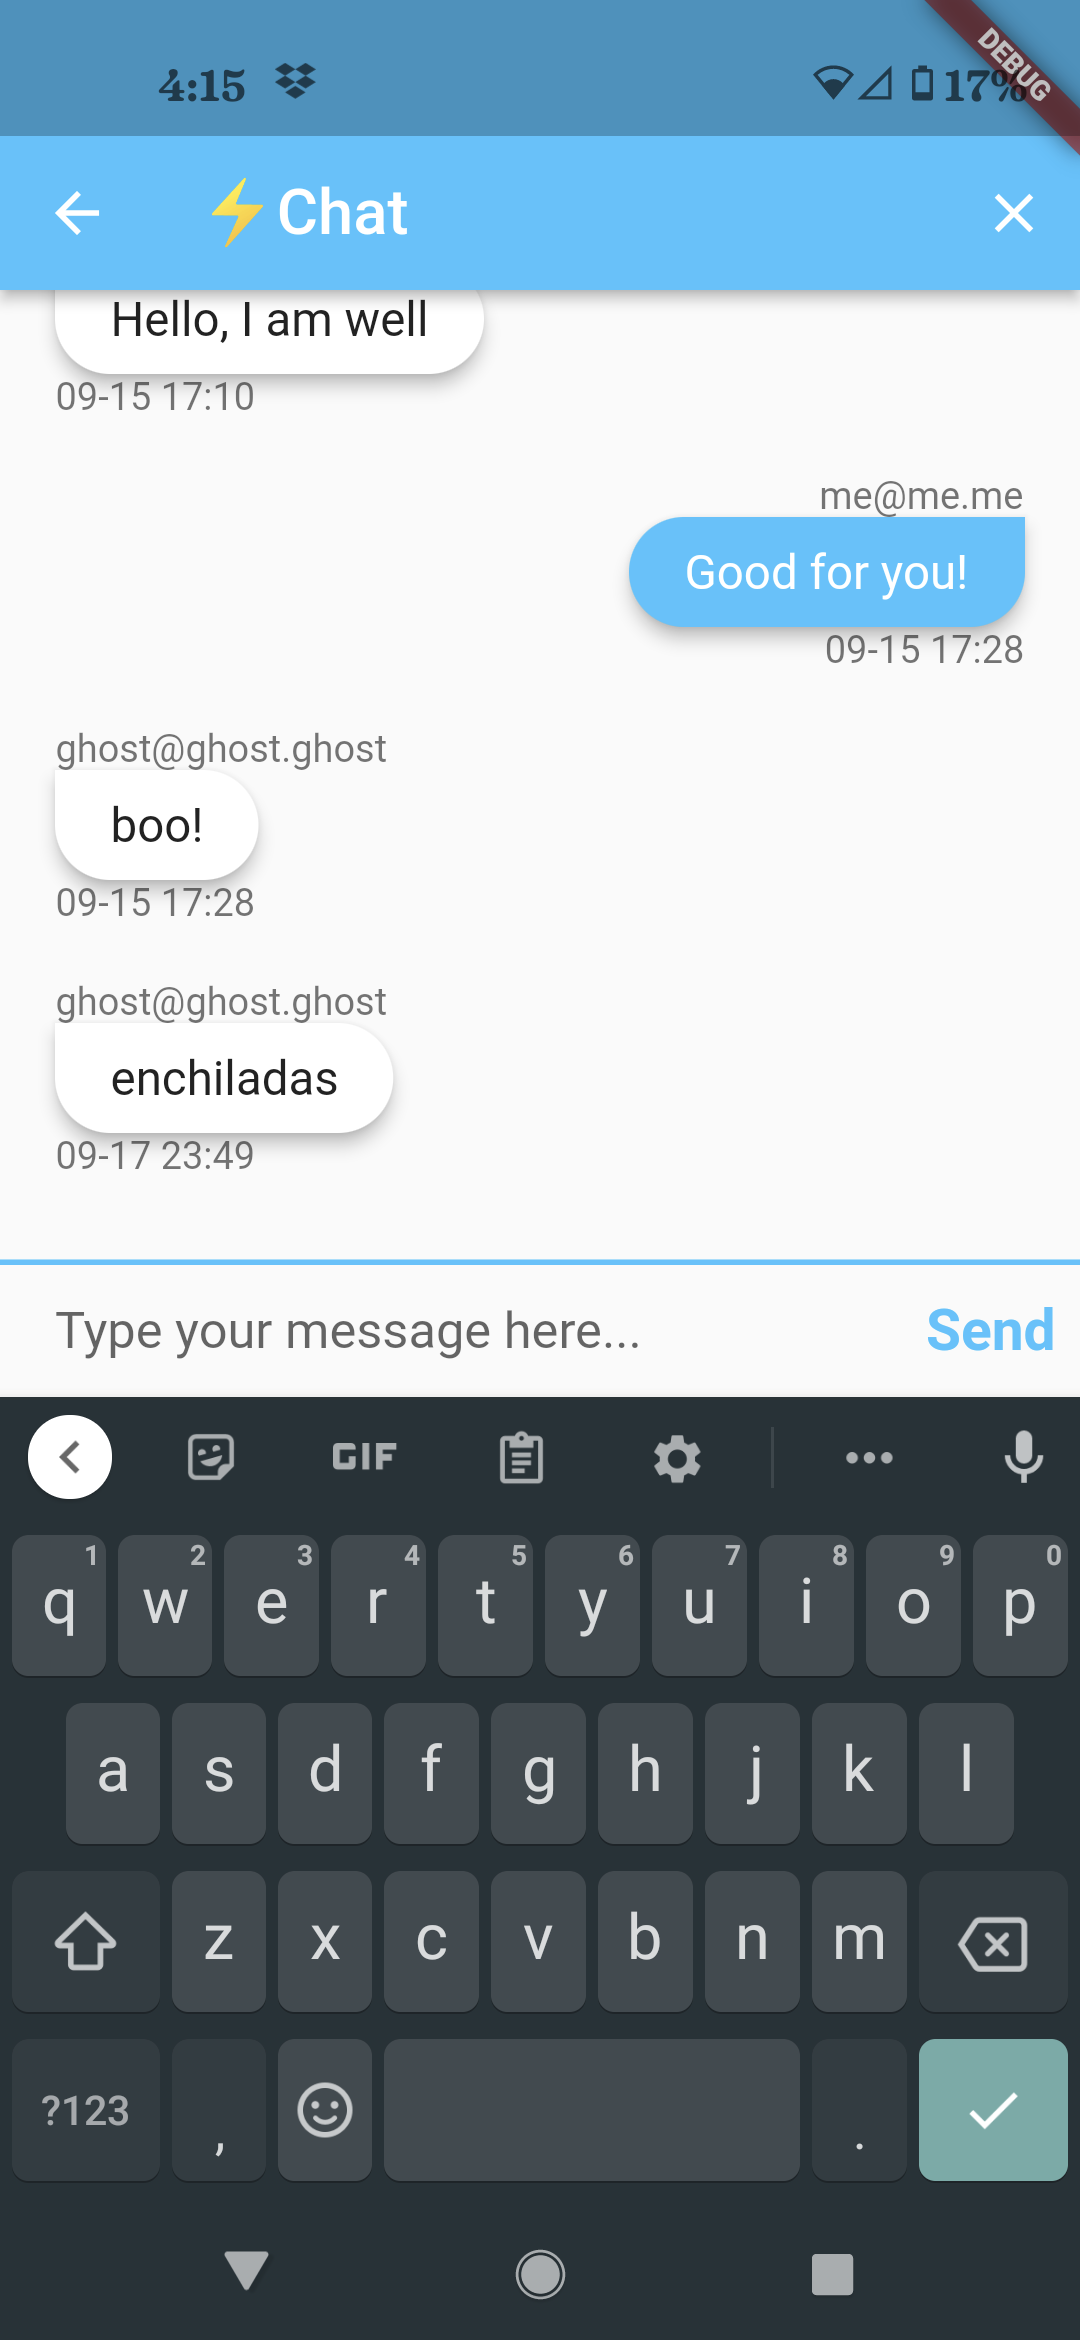 4:15
17%
DEBUG
⚡Chat
Hello, I am well
09-15 17:10
me@me.me
Good for you!
09-15 17:28
ghost@ghost.ghost
boo!
09-15 17:28
ghost@ghost.ghost
enchiladas
09-17 23:49
Type your message here...
Send
GIF
1 2 3 4 5 6 7 8 9 0
q w e r t y u i o p
a s d f g h j k l
z x c v b n m
?123 , .